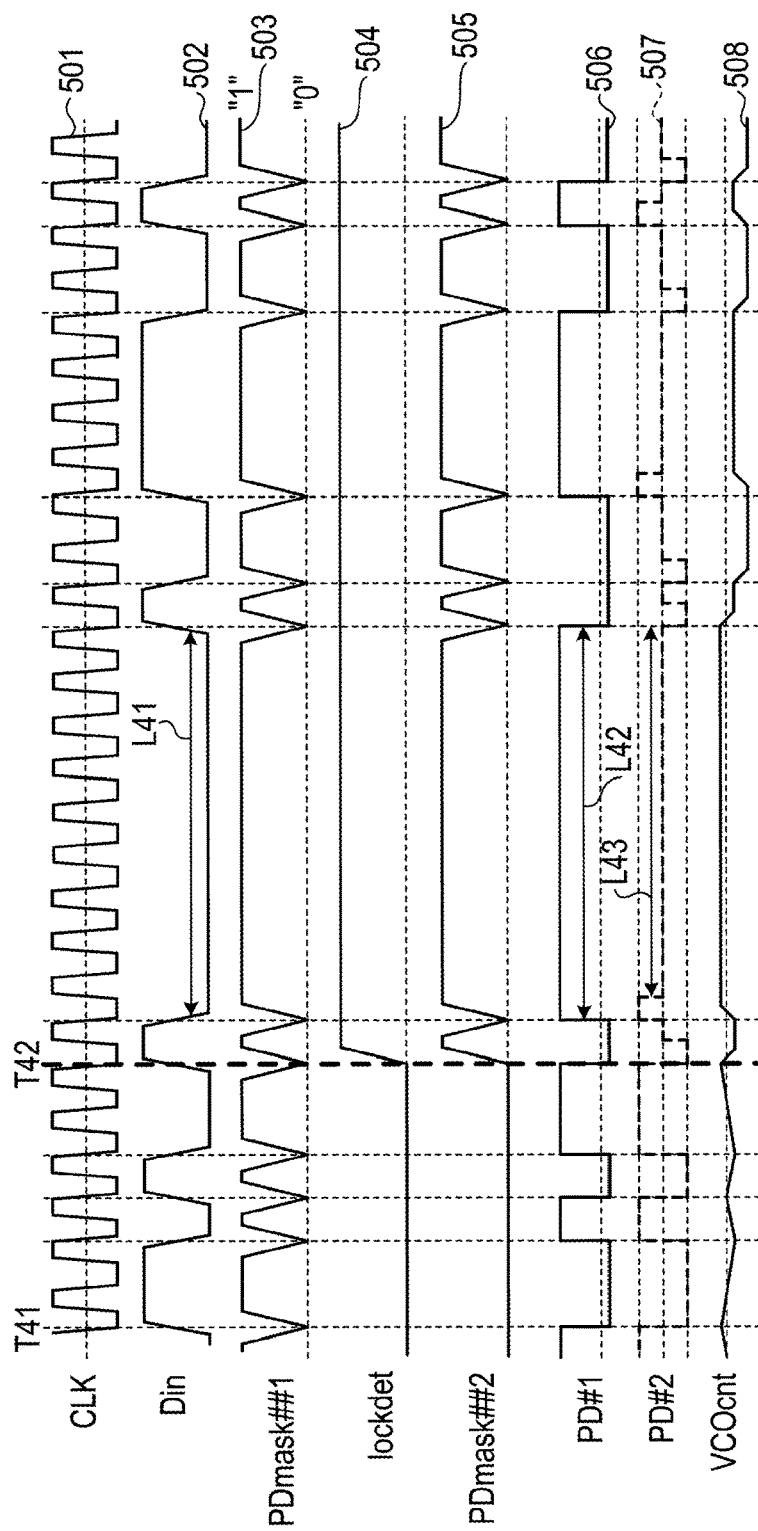 T41
T42
CLK
501
Din
502
L41
PDmask##1
"1"
503
"0"
lockdet
504
PDmask##2
505
PD#1
506
L42
PD#2
507
L43
VCOcnt
508